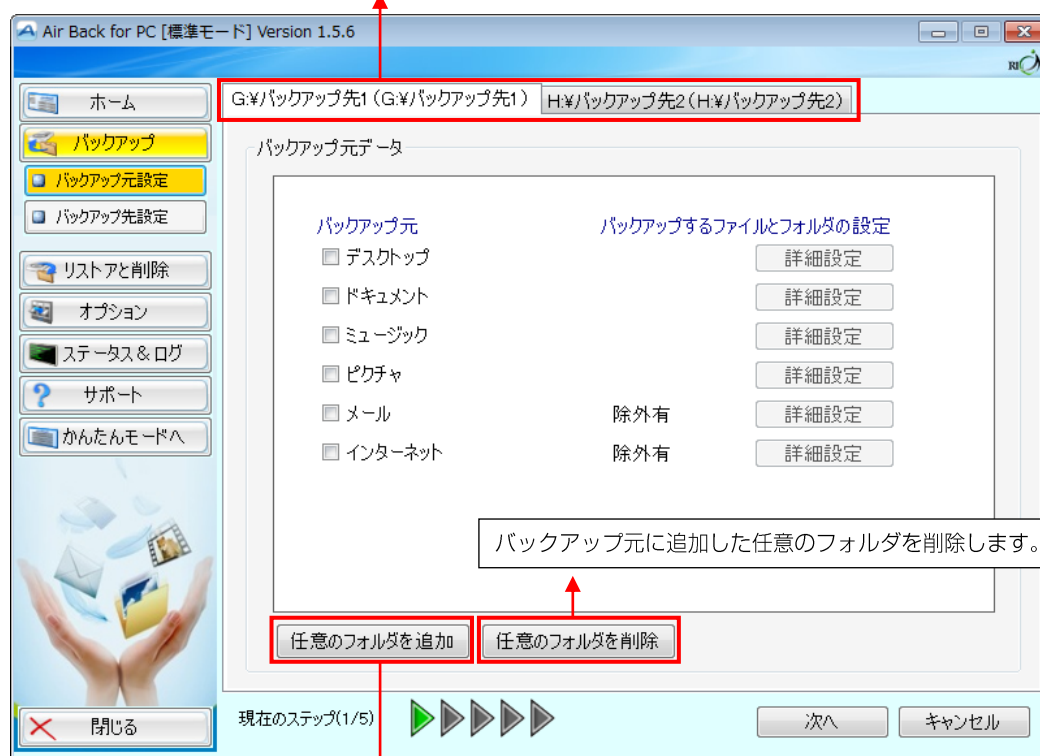 Air Back for PC [標準モード] Version 1.5.6
ホーム
バックアップ
バックアップ元設定
バックアップ先設定
リストアと削除
オプション
ステータス＆ログ
サポート
かんたんモードへ
閉じる
G:¥バックアップ先1（G:¥バックアップ先1） H:¥バックアップ先2（H:¥バックアップ先2）
バックアップ元データ
バックアップ元 バックアップするファイルとフォルダの設定
デスクトップ 詳細設定
ドキュメント 詳細設定
ミュージック 詳細設定
ピクチャ 詳細設定
メール 除外有 詳細設定
インターネット 除外有 詳細設定
バックアップ元に追加した任意のフォルダを削除します。
任意のフォルダを追加 任意のフォルダを削除
現在のステップ(1/5) 次へ キャンセル